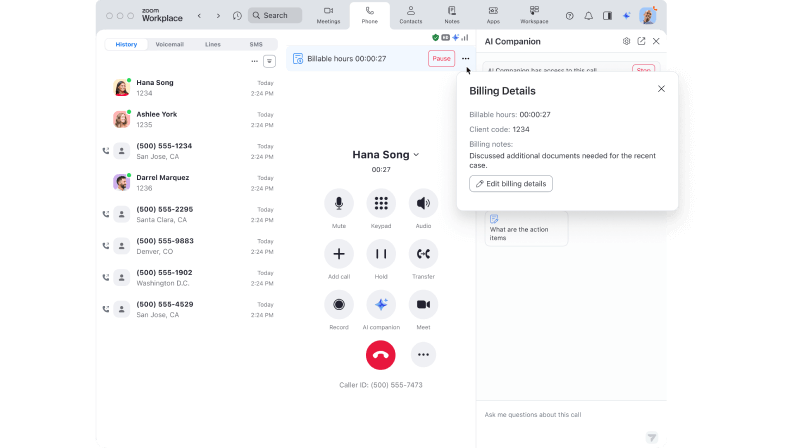 zoom
Workplace
Search
Meetings
Phone
Contacts
Notes
Apps
Workspace
History
Voicemail
Lines
SMS
Hana Song
1234
Today
2:24 PM
Ashlee York
1235
Today
2:24 PM
(500) 555-1234
San Jose, CA
Today
2:24 PM
Darrel Marquez
1236
Today
2:24 PM
(500) 555-2295
Santa Clara, CA
Today
2:24 PM
(500) 555-9883
Denver, CO
Today
2:24 PM
(500) 555-1902
Washington D.C.
Today
2:24 PM
(500) 555-4529
San Jose, CA
Today
2:24 PM
Billable hours 00:00:27
Pause
Hana Song
00:27
Mute
Keypad
Audio
Add call
Hold
Transfer
Record
AI companion
Meet
Caller ID: (500) 555-7473
AI Companion
AI Companion has access to this call
Stop
Billing Details
Billable hours: 00:00:27
Client code: 1234
Billing notes:
Discussed additional documents needed for the recent
case.
Edit billing details
What are the action
items
Ask me questions about this call